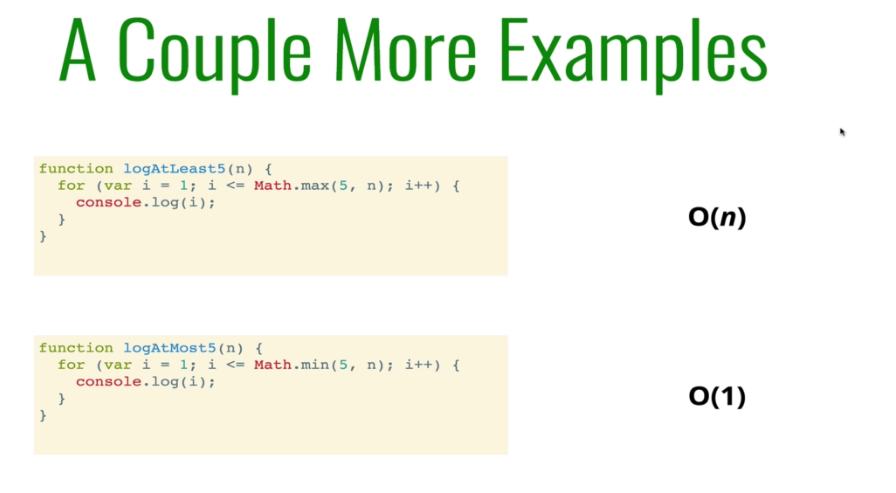 A Couple More Examples
function logAtLeast5(n) {
  for (var i = 1; i <= Math.max(5, n); i++) {
    console.log(i);
  }
}
O(n)
function logAtMost5(n) {
  for (var i = 1; i <= Math.min(5, n); i++) {
    console.log(i);
  }
}
O(1)